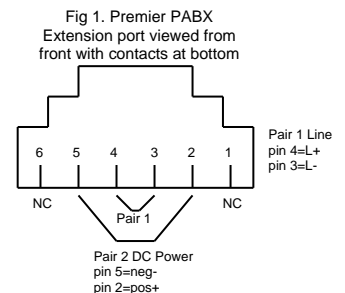 Fig 1. Premier PABX
Extension port viewed from
front with contacts at bottom
6 5 4 3 2 1
Pair 1 Line
pin 4=L+
pin 3=L-
NC
Pair 1
NC
Pair 2 DC Power
pin 5=neg-
pin 2=pos+